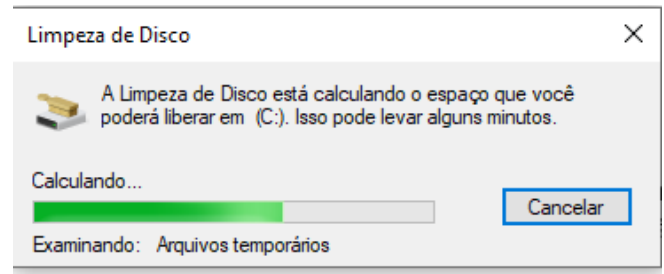 Limpeza de Disco
A Limpeza de Disco está calculando o espaço que você
poderá liberar em (C:). Isso pode levar alguns minutos.
Calculando...
Cancelar
Examinando: Arquivos temporários